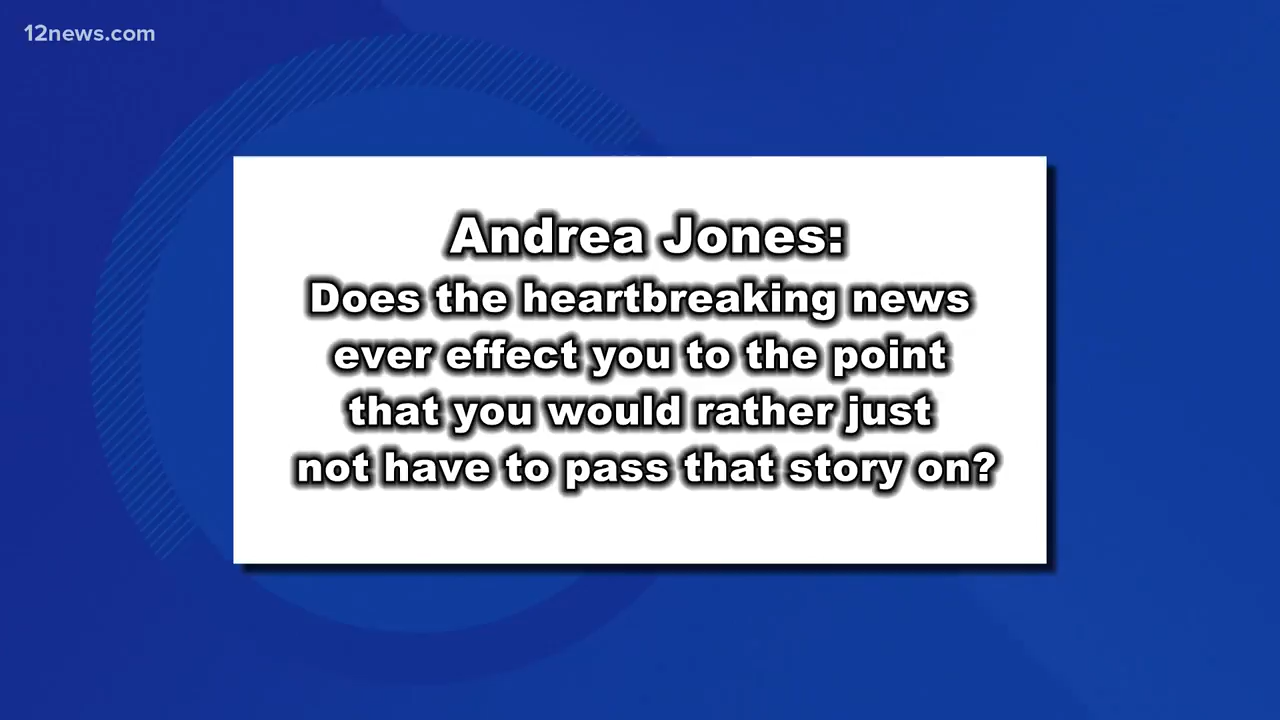 12news.com
Andrea Jones:
Does the heartbreaking news
ever effect you to the point
that you would rather just
not have to pass that story on?